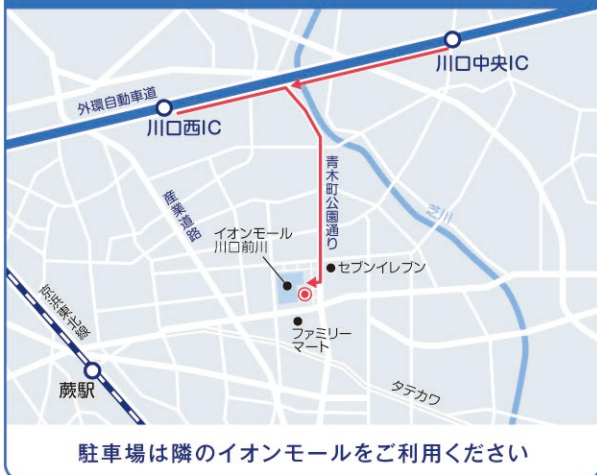 川口中央IC
外環自動車道
川口西IC
青木町公園通り
産業道路
芝川
イオンモール
川口前川
セブンイレブン
京浜東北線
ファミリー
マート
蕨駅
タテカワ
駐車場は隣のイオンモールをご利用ください